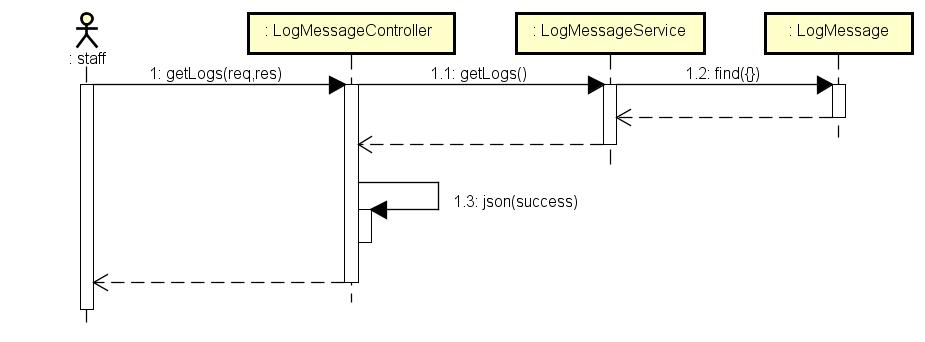 : LogMessageController
: LogMessageService
: LogMessage
: staff
1: getLogs(req,res)
1.1: getLogs()
1.2: find({})
1.3: json(success)